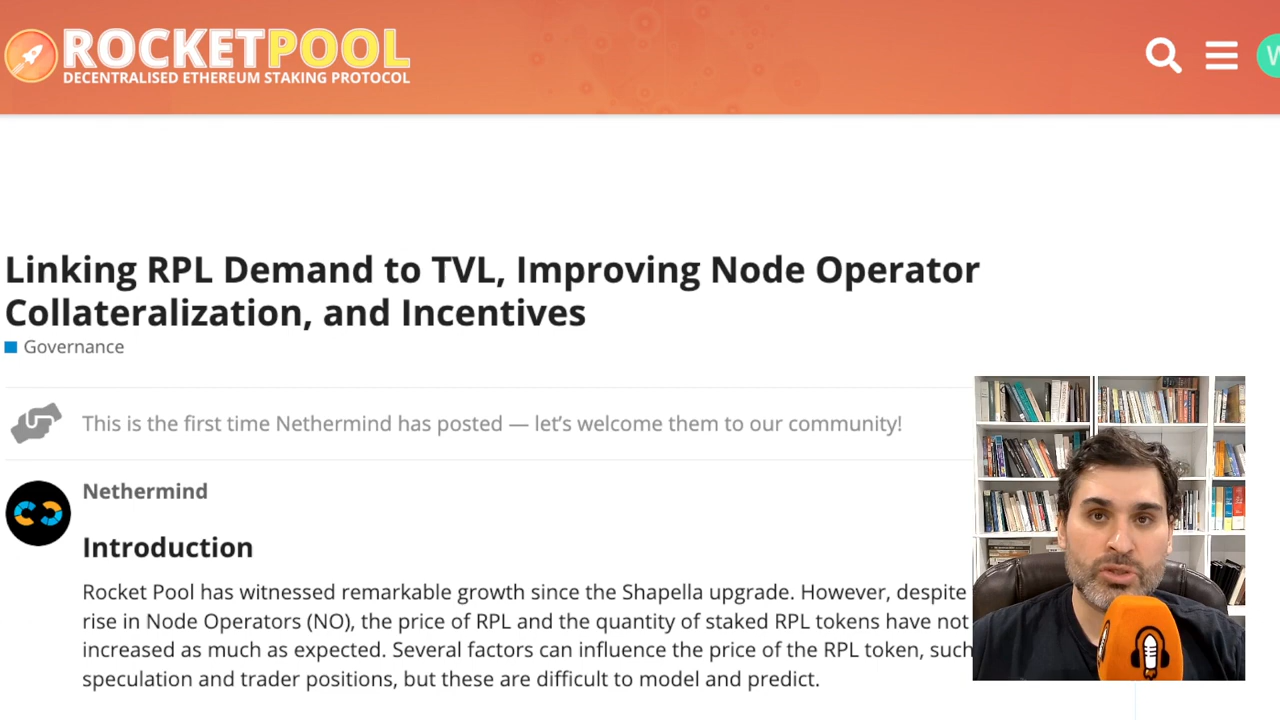 ROCKETPOOL
DECENTRALISED ETHEREUM STAKING PROTOCOL
W
Linking RPL Demand to TVL, Improving Node Operator
Collateralization, and Incentives
Governance
This is the first time Nethermind has posted — let’s welcome them to our community!
Nethermind
Introduction
Rocket Pool has witnessed remarkable growth since the Shapella upgrade. However, despite
rise in Node Operators (NO), the price of RPL and the quantity of staked RPL tokens have not
increased as much as expected. Several factors can influence the price of the RPL token, such
speculation and trader positions, but these are difficult to model and predict.